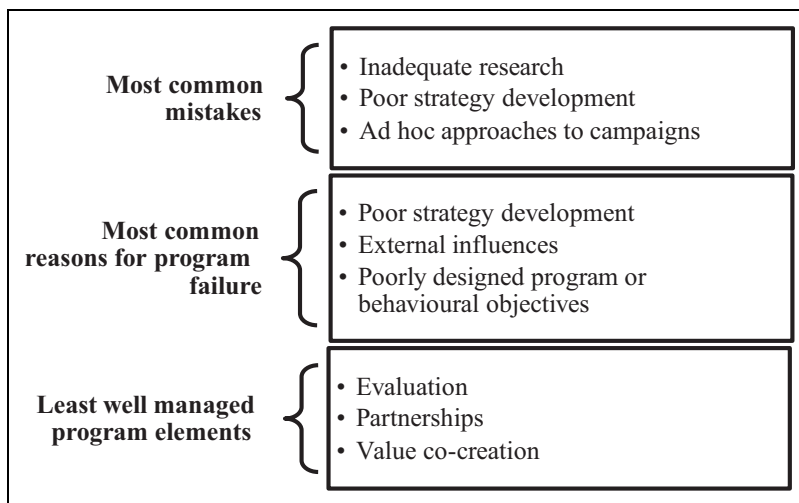 Most common
mistakes
• Inadequate research
• Poor strategy development
• Ad hoc approaches to campaigns
Most common
reasons for program
failure
• Poor strategy development
• External influences
• Poorly designed program or
behavioural objectives
Least well managed
program elements
• Evaluation
• Partnerships
• Value co-creation